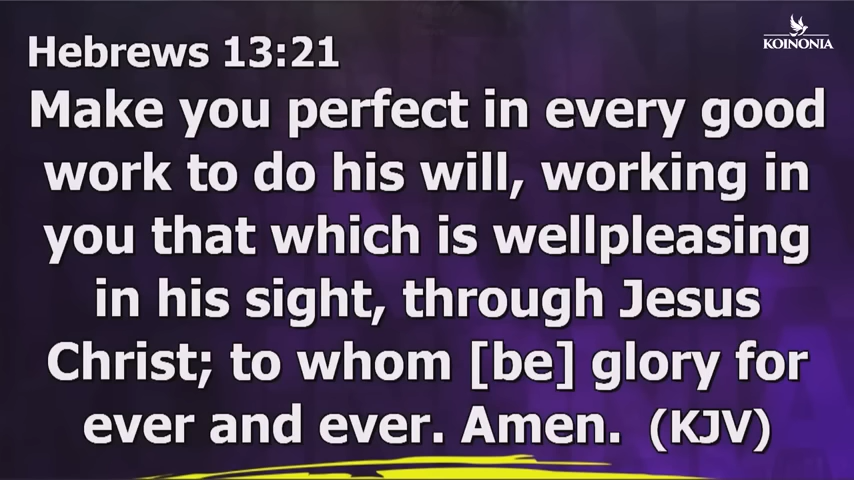 KOINONIA
Hebrews 13:21
Make you perfect in every good
work to do his will, working in
you that which is wellpleasing
in his sight, through Jesus
Christ; to whom [be] glory for
ever and ever. Amen. (KJV)